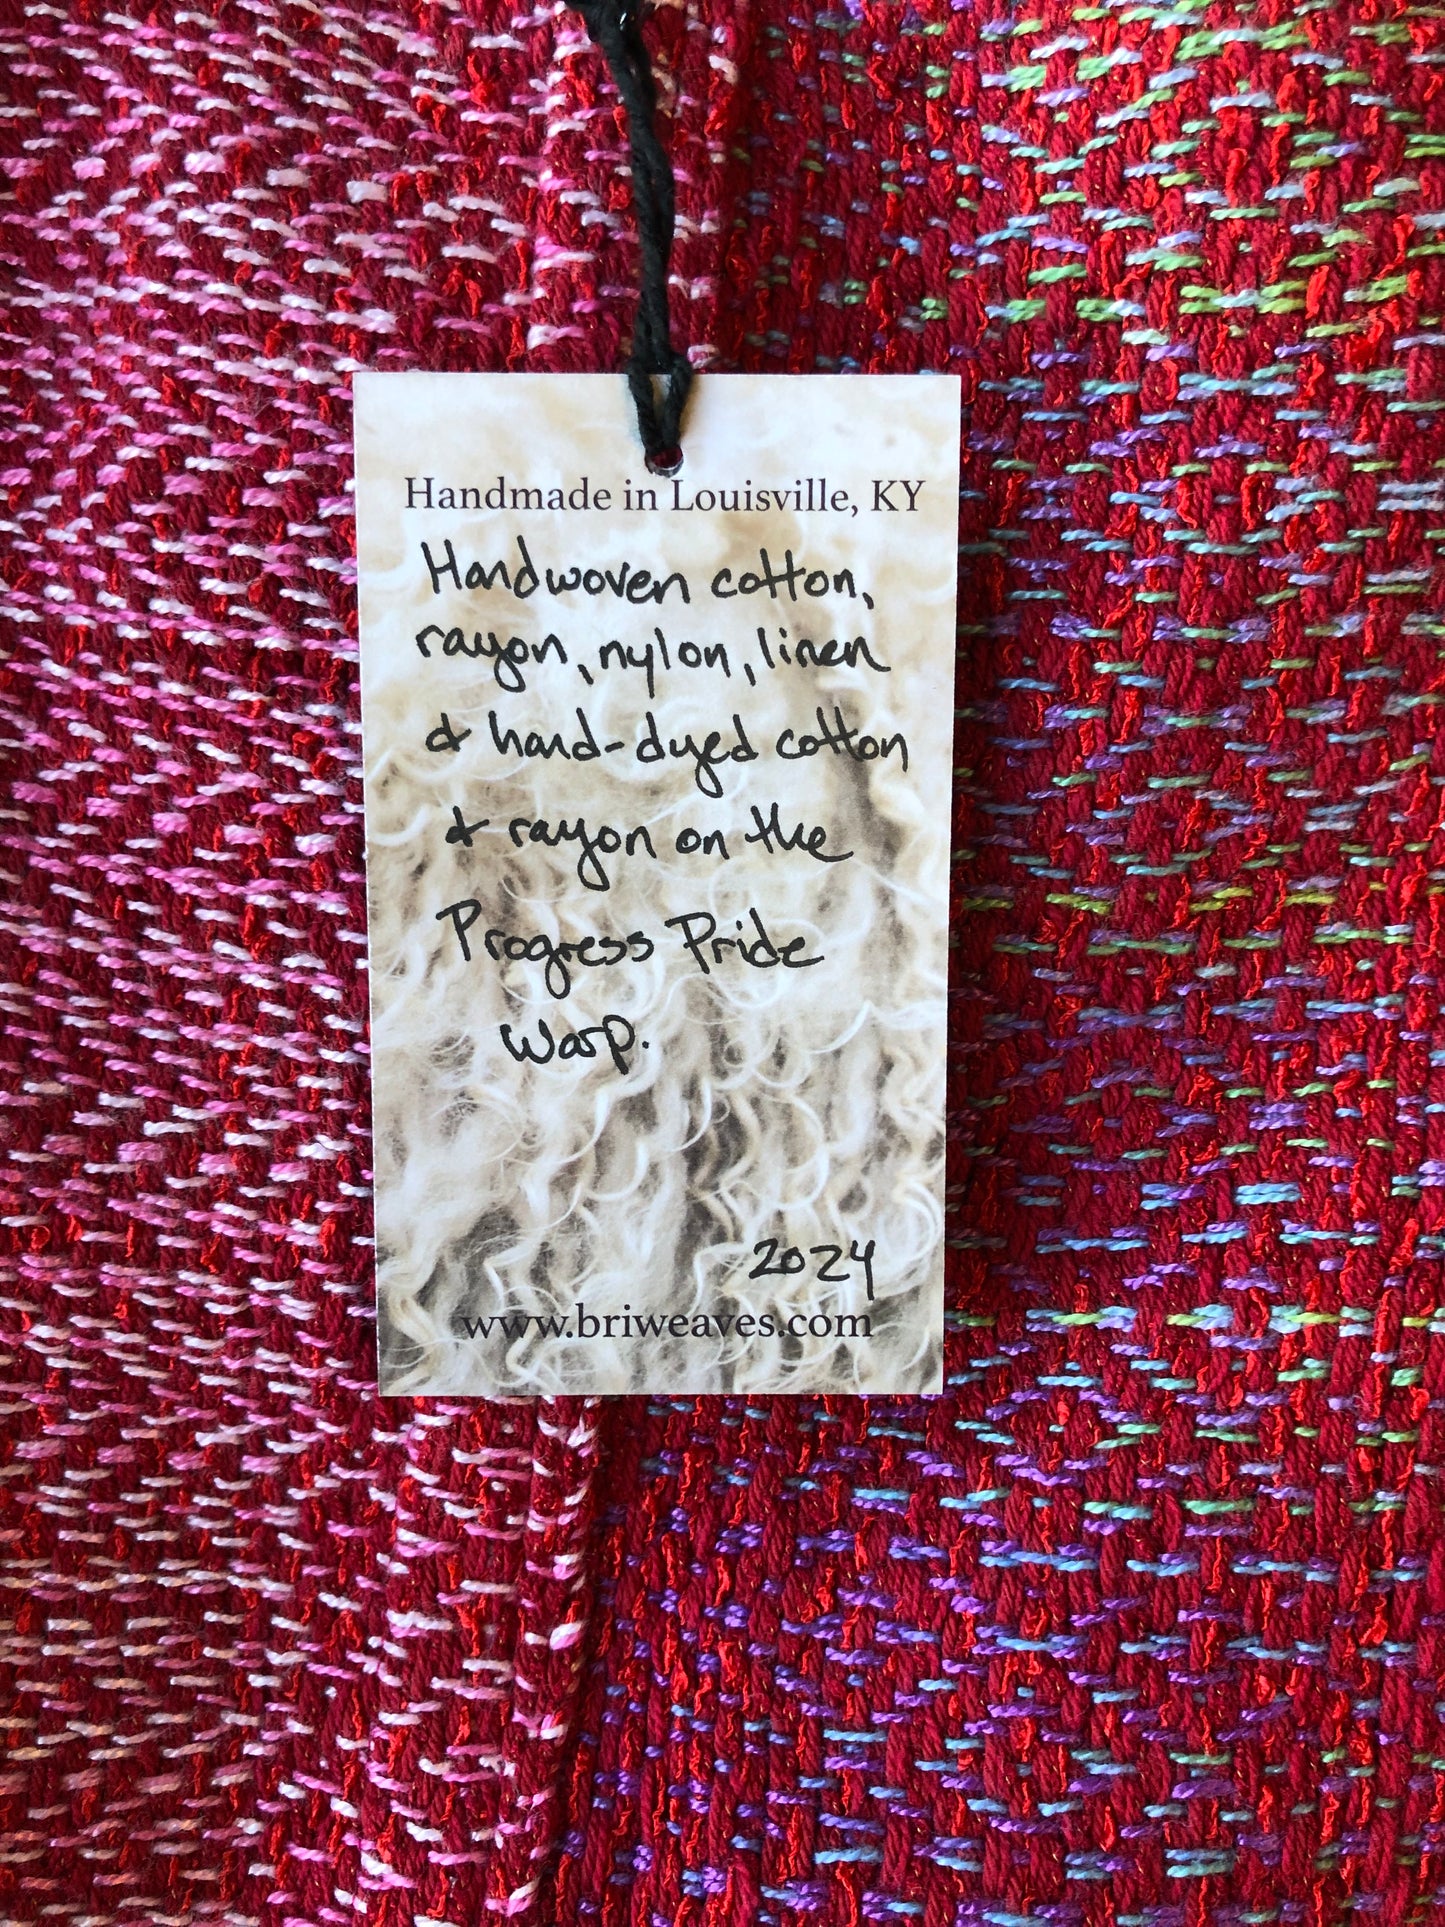 Handmade in Louisville, KY
Handwoven cotton,
rayon, nylon, linen
& hand-dyed cotton
& rayon on the
Progress Pride
Warp.
2024
www.briweaves.com